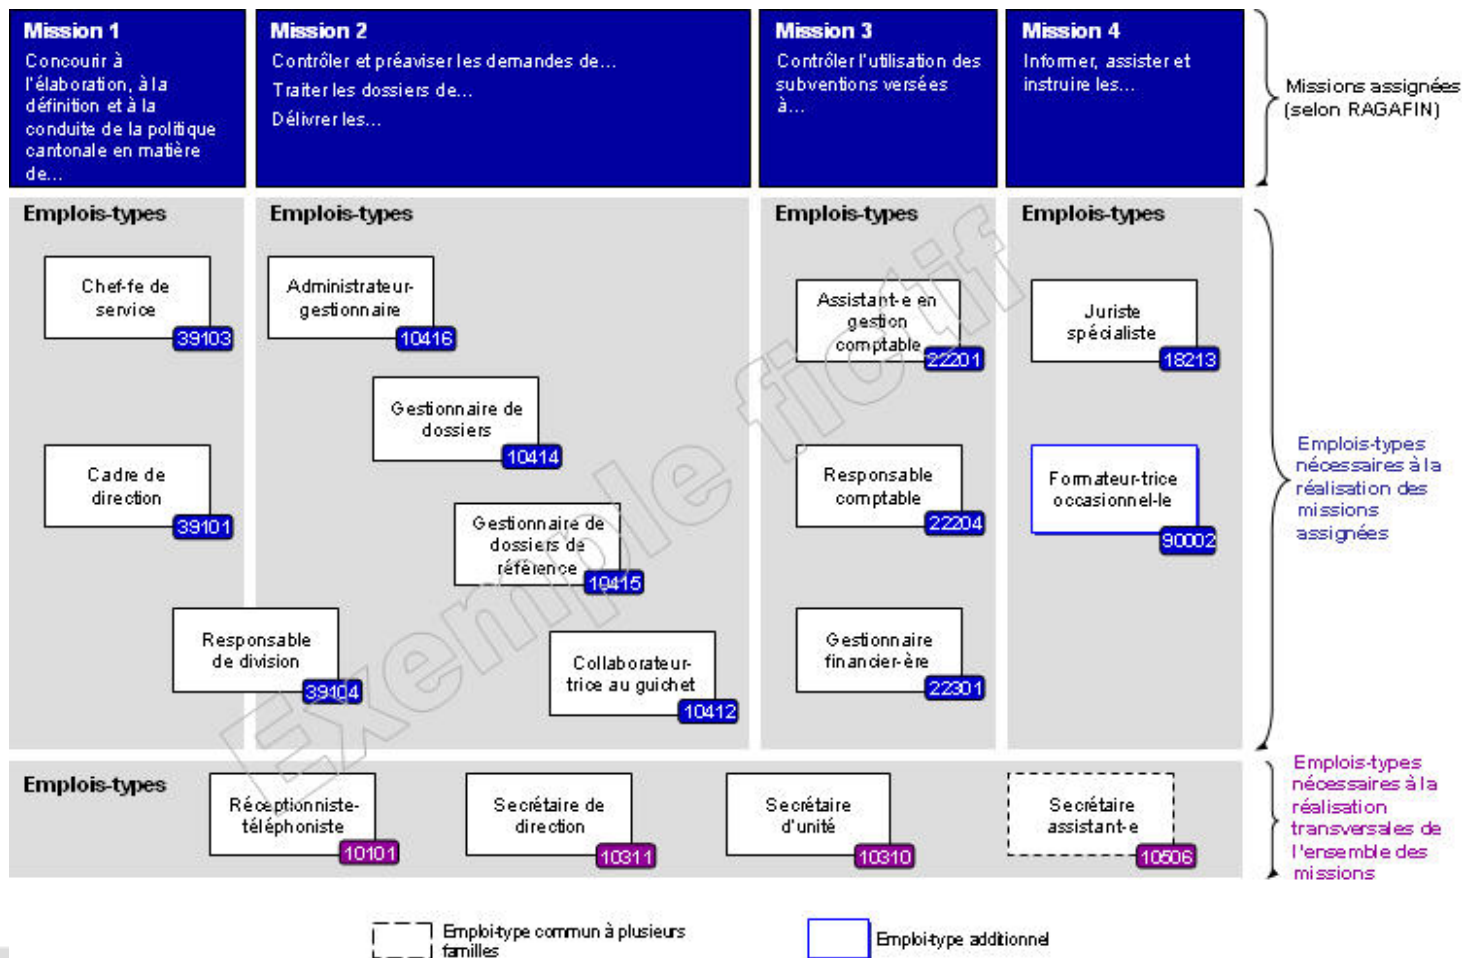 Mission 1
Concourir à
l'élaboration, à la
définition et à la
conduite de la politique
cantonale en matière
de...
Mission 2
Contrôler et préaviser les demandes de...
Traiter les dossiers de...
Délivrer les...
Mission 3
Contrôler l'utilisation des
subventions versées
à...
Mission 4
Informer, assister et
instruire les...
Missions assignées
(selon RAGAFIN)
Emplois-types
Chef-fe de
service
39103
Cadre de
direction
39101
Responsable
de division
39104
Emplois-types
Administrateur-
gestionnaire
10416
Gestionnaire de
dossiers
10414
Gestionnaire de
dossiers de
référence
10415
Collaborateur-
trice au guichet
10412
Emplois-types
Assistant-e en
gestion
comptable
22201
Responsable
comptable
22204
Gestionnaire
financier-ère
22301
Emplois-types
Juriste
spécialiste
18213
Formateur-trice
occasionnel-le
90002
Emplois-types
nécessaires à la
réalisation des
missions
assignées
Exemple fictif
Emplois-types
Réceptionniste-
téléphoniste
10101
Secrétaire de
direction
10311
Secrétaire
d'unité
10310
Secrétaire
assistant-e
10506
Emplois-types
nécessaires à la
réalisation
transversales de
l'ensemble des
missions
Emploi-type commun à plusieurs
familles
Emploi-type additionnel